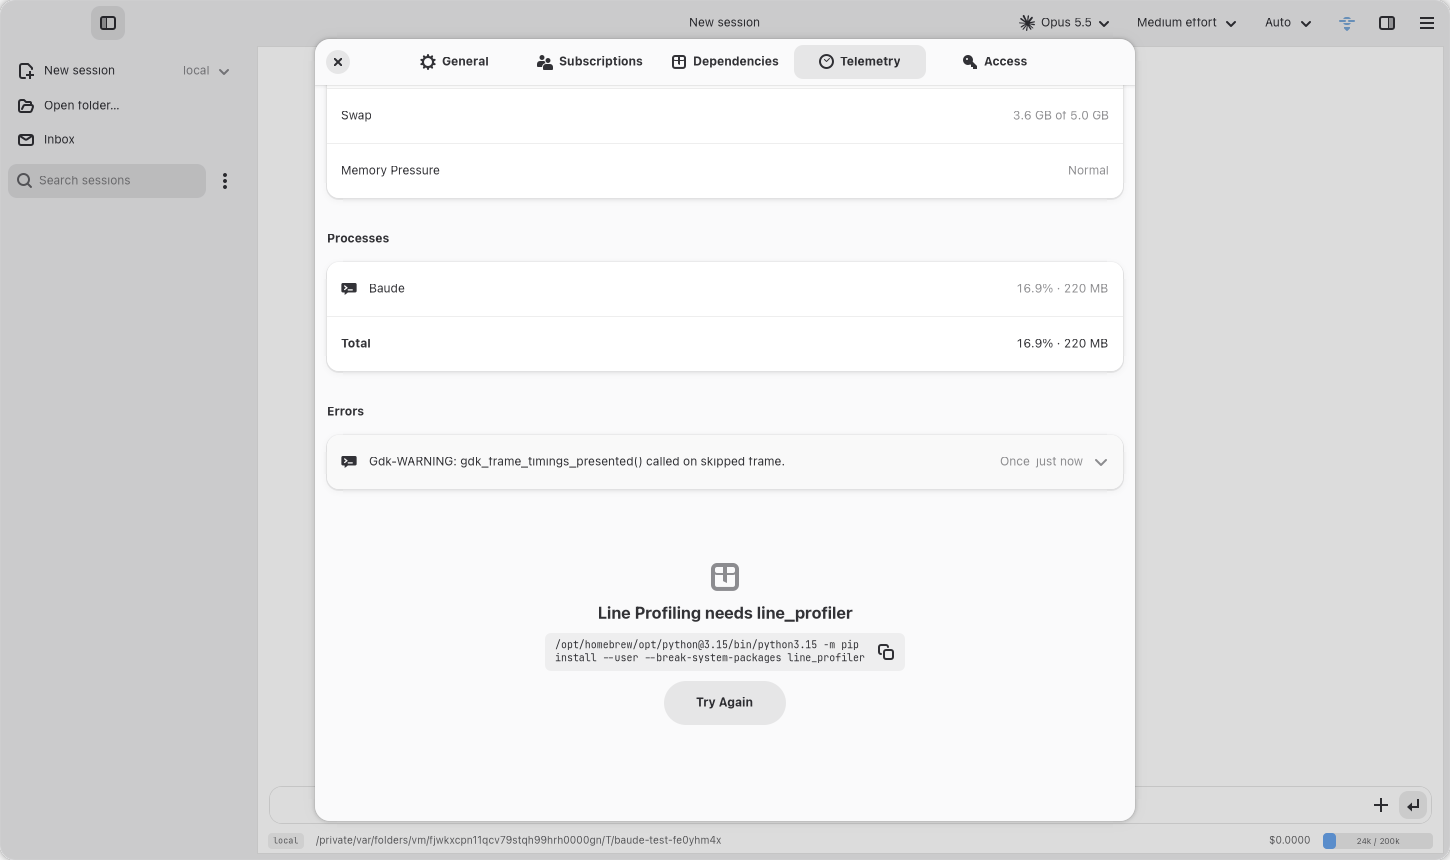 New session
Opus 5.5
Medium effort
Auto
New session
local
Open folder...
Inbox
Search sessions
General
Subscriptions
Dependencies
Telemetry
Access
Swap
3.6 GB of 5.0 GB
Memory Pressure
Normal
Processes
Baude
16.9% · 220 MB
Total
16.9% · 220 MB
Errors
Gdk-WARNING: gdk_frame_timings_presented() called on skipped frame.
Once just now
Line Profiling needs line_profiler
/opt/homebrew/opt/python@3.15/bin/python3.15 -m pip
install --user --break-system-packages line_profiler
Try Again
local
/private/var/folders/vm/fjwkxcpn11qcv79stqh99hrh0000gn/T/baude-test-fe0yhm4x
$0.0000
24k / 200k